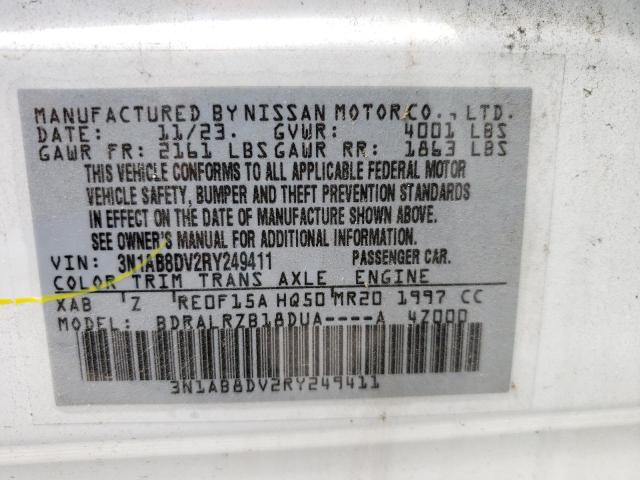 MANUFACTURED BY NISSAN MOTOR CO., LTD.
DATE: 11/23. GVWR: 4001 LBS
GAWR FR: 2161 LBS GAWR RR: 1863 LBS
THIS VEHICLE CONFORMS TO ALL APPLICABLE FEDERAL MOTOR
VEHICLE SAFETY, BUMPER AND THEFT PREVENTION STANDARDS
IN EFFECT ON THE DATE OF MANUFACTURE SHOWN ABOVE.
SEE OWNER'S MANUAL FOR ADDITIONAL INFORMATION.
VIN: 3N1AB8DV2RY249411 PASSENGER CAR.
COLOR TRIM TRANS AXLE ENGINE
XAB Z RE0F15A HQ50 MR20 1997 CC
MODEL: BDRALRZB18DUA----A 4Z000
3N1AB8DV2RY249411